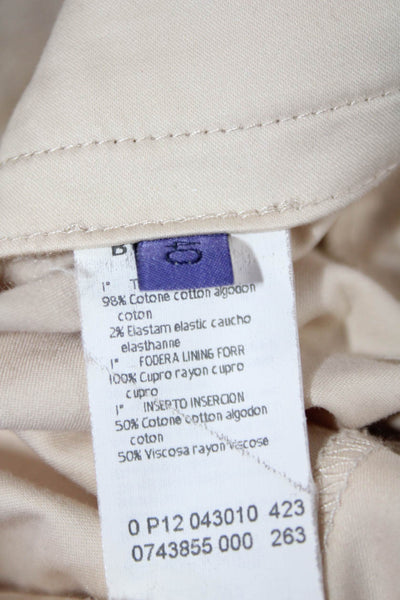 B
1° T
98% Cotone cotton algodon
coton
2% Elastam elastic caucho
elasthanne
1° FODERA LINING FORR
100% Cupro rayon cupro
cupro
1° INSERTO INSERCION
50% Cotone cotton algodon
coton
50% Viscosa rayon viscose
0 P12 043010 423
0743855 000 263